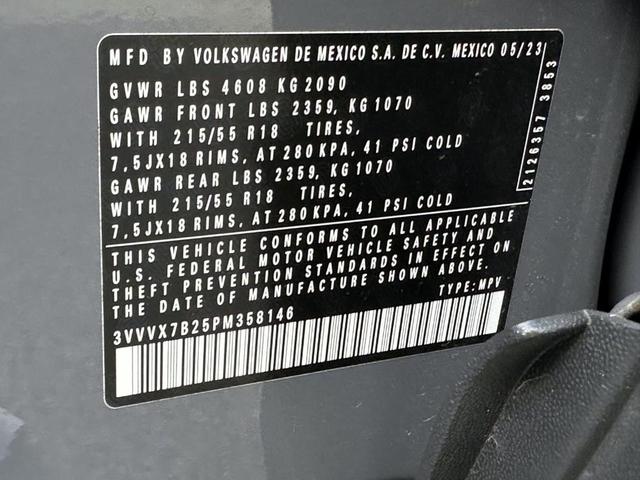 MFD BY VOLKSWAGEN DE MEXICO S.A. DE C.V. MEXICO 05/23
GVWR LBS 4608 KG 2090
GAWR FRONT LBS 2359, KG 1070
WITH 215/55 R18 TIRES,
7,5JX18 RIMS, AT 280 KPA, 41 PSI COLD
GAWR REAR LBS 2359, KG 1070
WITH 215/55 R18 TIRES,
7,5JX18 RIMS, AT 280 KPA, 41 PSI COLD
THIS VEHICLE CONFORMS TO ALL APPLICABLE
U.S. FEDERAL MOTOR VEHICLE SAFETY AND
THEFT PREVENTION STANDARDS IN EFFECT ON
THE DATE OF MANUFACTURE SHOWN ABOVE.
TYPE: MPV
3VVVX7B25PM358146
2126357 3853